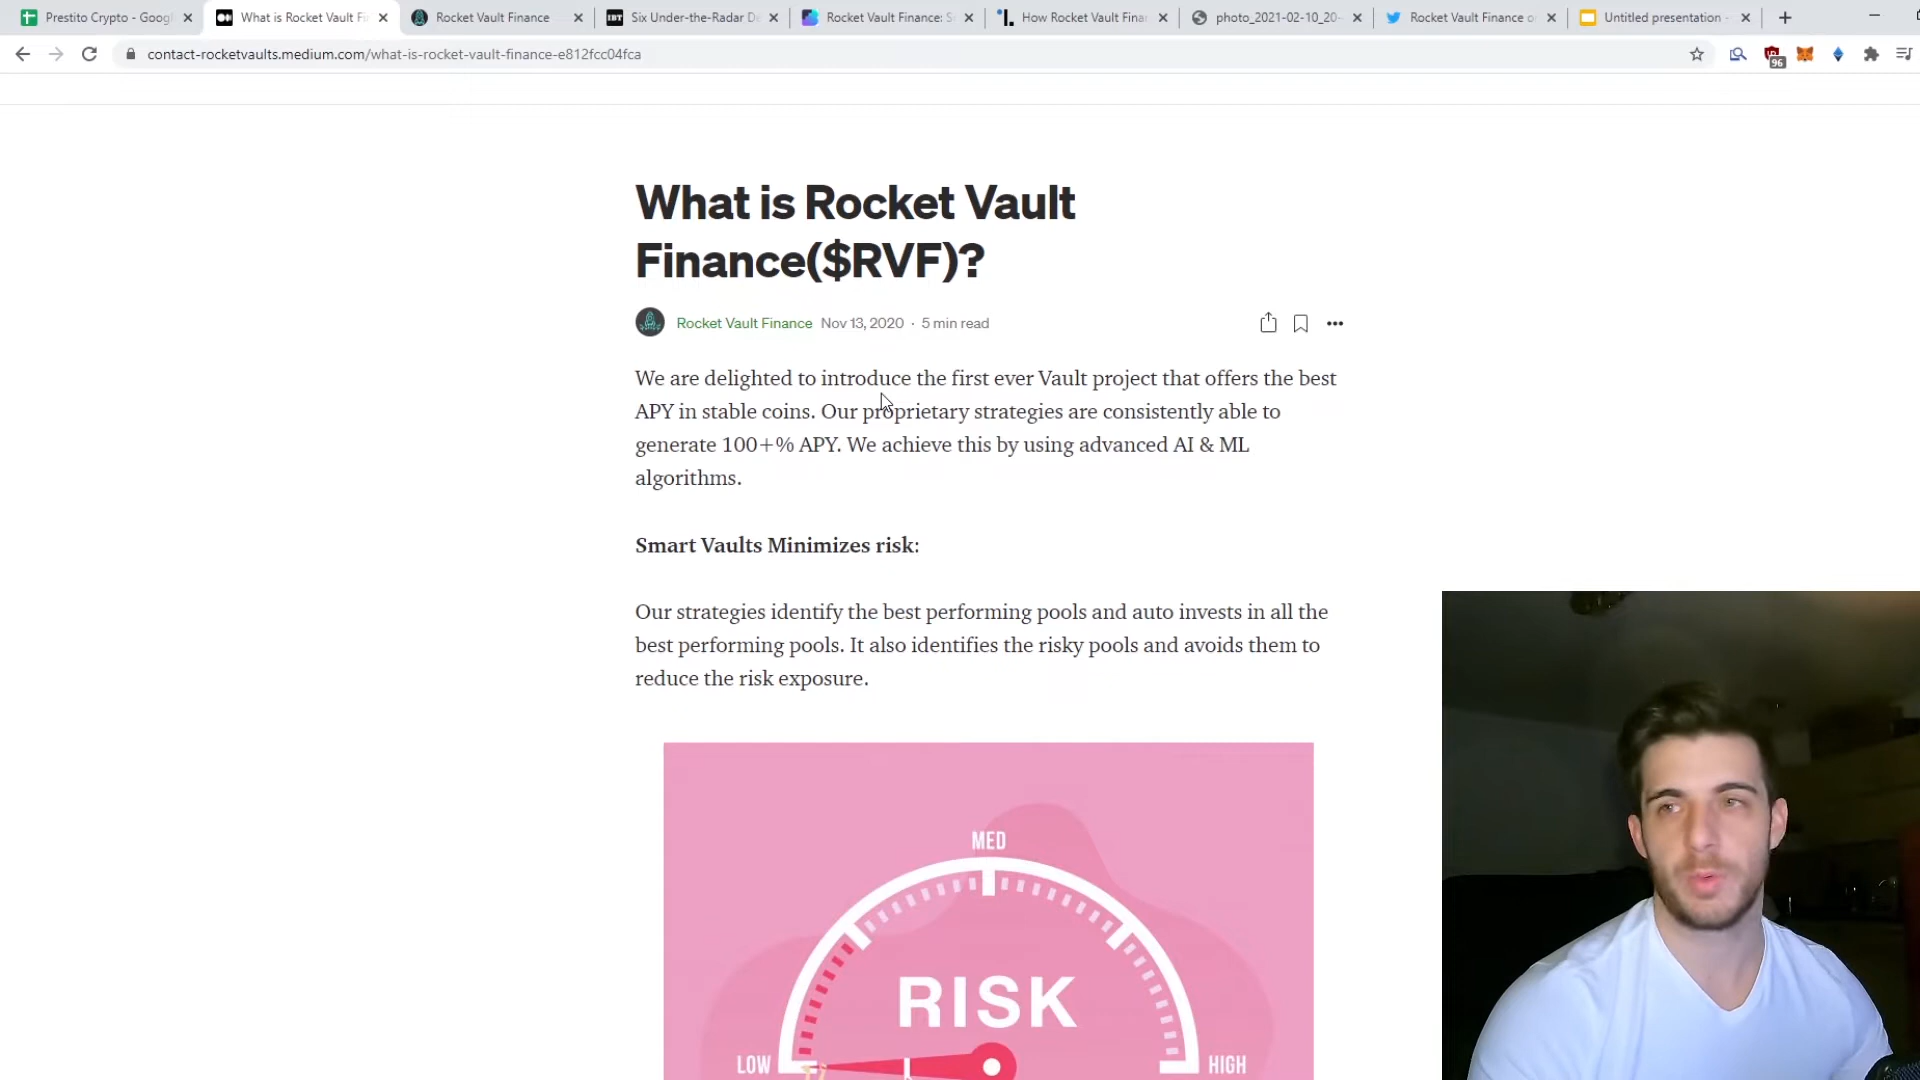 Prestito Crypto - Googl
What is Rocket Vault Fi
Rocket Vault Finance
IBT
Six Under-the-Radar D
Rocket Vault Finance: S
How Rocket Vault Fina
photo_2021-02-10_20-
Rocket Vault Finance o
Untitled presentation -
contact-rocketvaults.medium.com/what-is-rocket-vault-finance-e812fcc04fca
96
What is Rocket Vault
Finance($RVF)?
Rocket Vault Finance Nov 13, 2020 · 5 min read
We are delighted to introduce the first ever Vault project that offers the best
APY in stable coins. Our proprietary strategies are consistently able to
generate 100+% APY. We achieve this by using advanced AI & ML
algorithms.
Smart Vaults Minimizes risk:
Our strategies identify the best performing pools and auto invests in all the
best performing pools. It also identifies the risky pools and avoids them to
reduce the risk exposure.
MED
RISK
LOW
HIGH